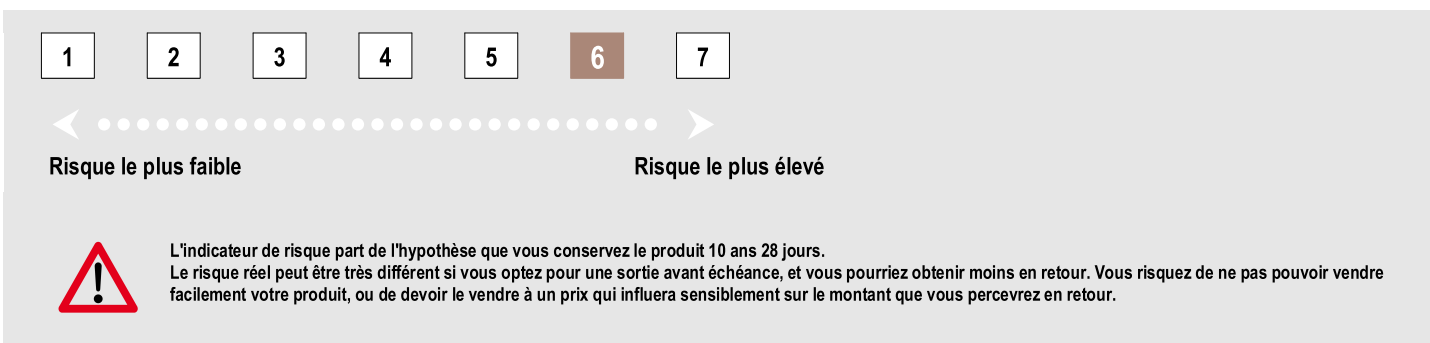 1 2 3 4 5 6 7
Risque le plus faible Risque le plus élevé
L'indicateur de risque part de l'hypothèse que vous conservez le produit 10 ans 28 jours.
Le risque réel peut être très différent si vous optez pour une sortie avant échéance, et vous pourriez obtenir moins en retour. Vous risquez de ne pas pouvoir vendre
facilement votre produit, ou de devoir le vendre à un prix qui influera sensiblement sur le montant que vous percevrez en retour.